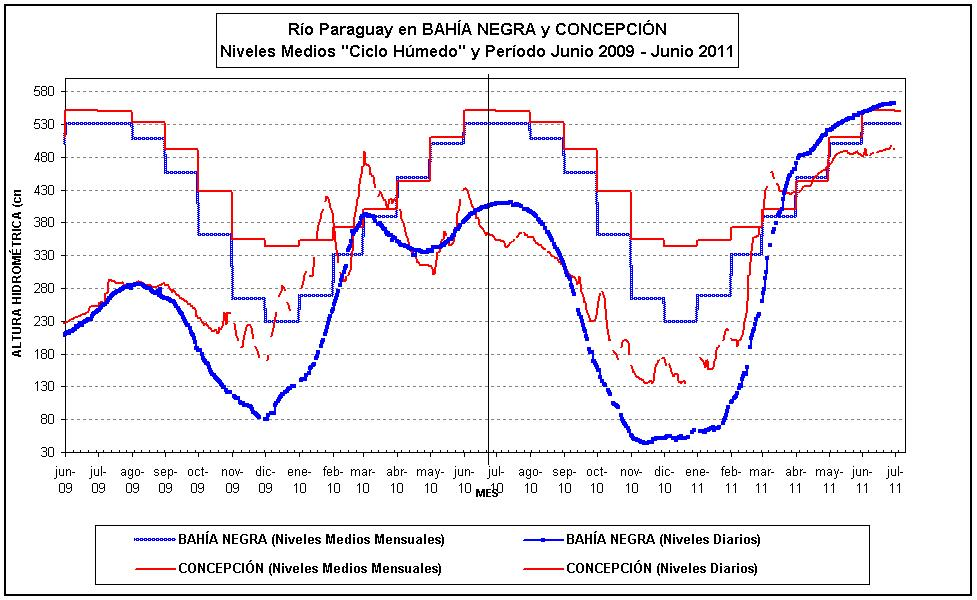 Río Paraguay en BAHÍA NEGRA y CONCEPCIÓN
Niveles Medios "Ciclo Húmedo" y Período Junio 2009 - Junio 2011
ALTURA HIDROMÉTRICA (cn
580
530
480
430
380
330
280
230
180
130
80
30
jun- jul- ago- sep- oct- nov- dic- ene- feb- mar- abr- may- jun- jul- ago- sep- oct- nov- dic- ene- feb- mar- abr- may- jun- jul-
09 09 09 09 09 09 09 10 10 10 10 10 10 10 10 10 10 10 10 11 11 11 11 11 11 11
MES
BAHÍA NEGRA (Niveles Medios Mensuales) BAHÍA NEGRA (Niveles Diarios)
CONCEPCIÓN (Niveles Medios Mensuales) CONCEPCIÓN (Niveles Diarios)